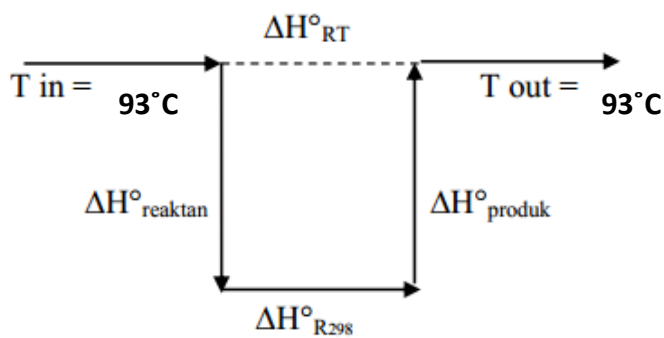 ΔH°RT
T in = 93°C
T out = 93°C
ΔH°reaktan
ΔH°produk
ΔH°R298